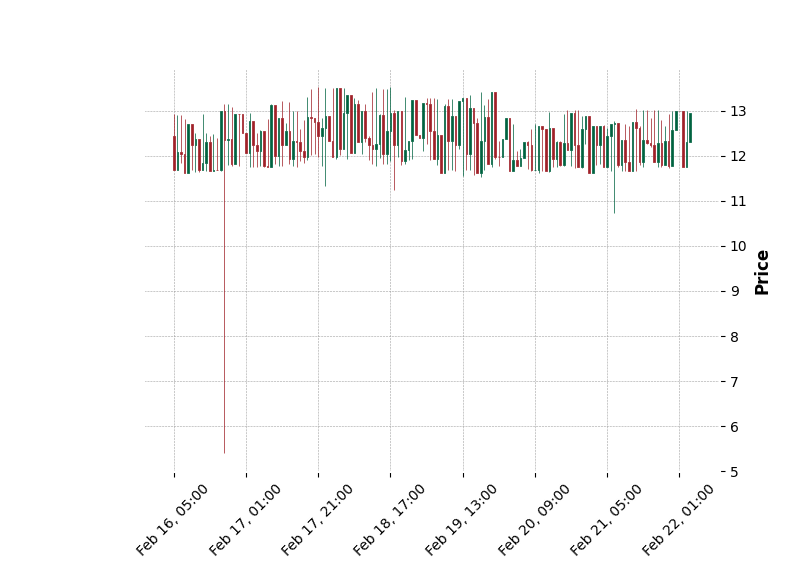 13
12
11
10
9
8
7
6
5
Price
Feb 16, 05:00
Feb 17, 01:00
Feb 17, 21:00
Feb 18, 17:00
Feb 19, 13:00
Feb 20, 09:00
Feb 21, 05:00
Feb 22, 01:00